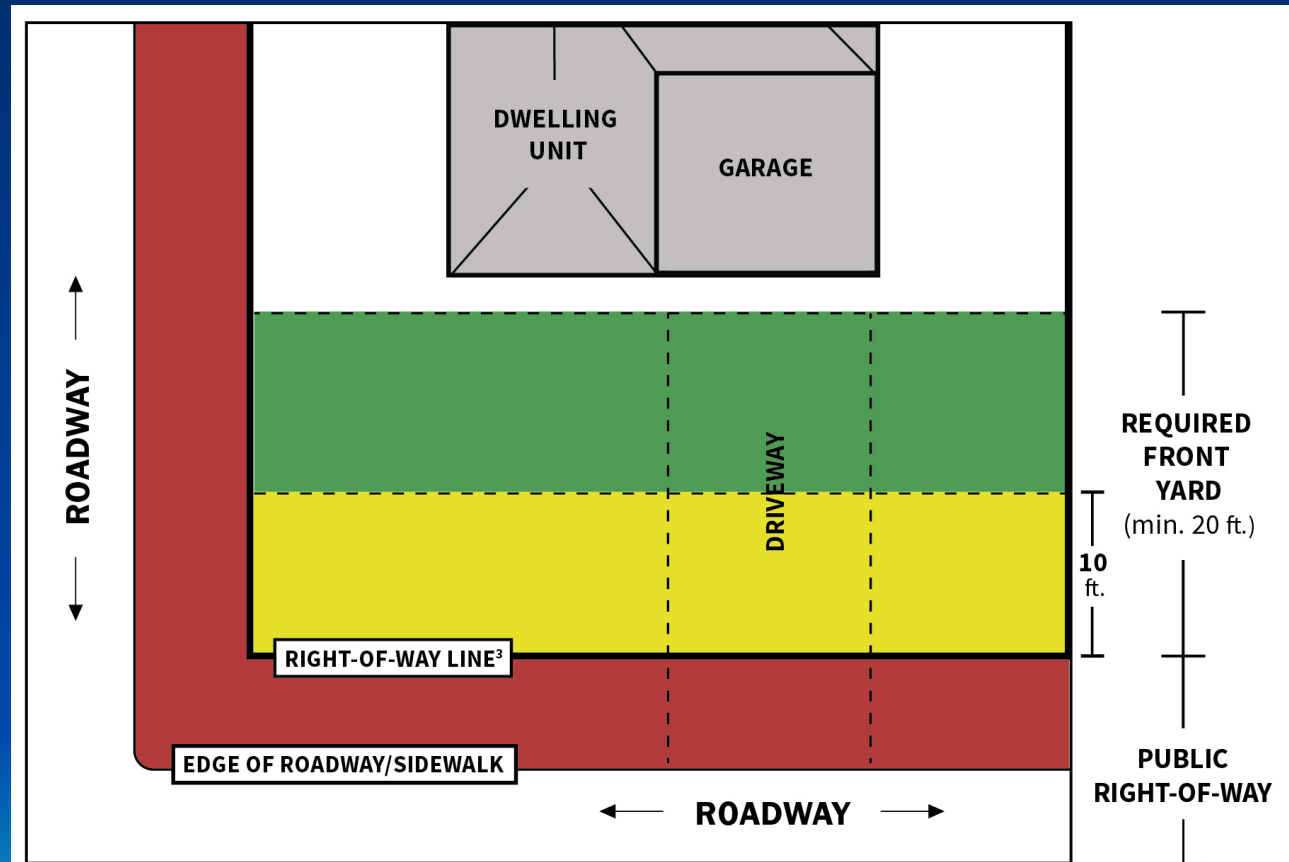 DWELLING
UNIT
GARAGE
ROADWAY
DRIVEWAY
REQUIRED
FRONT
YARD
(min. 20 ft.)
10
ft.
RIGHT-OF-WAY LINE³
EDGE OF ROADWAY/SIDEWALK
PUBLIC
RIGHT-OF-WAY
ROADWAY